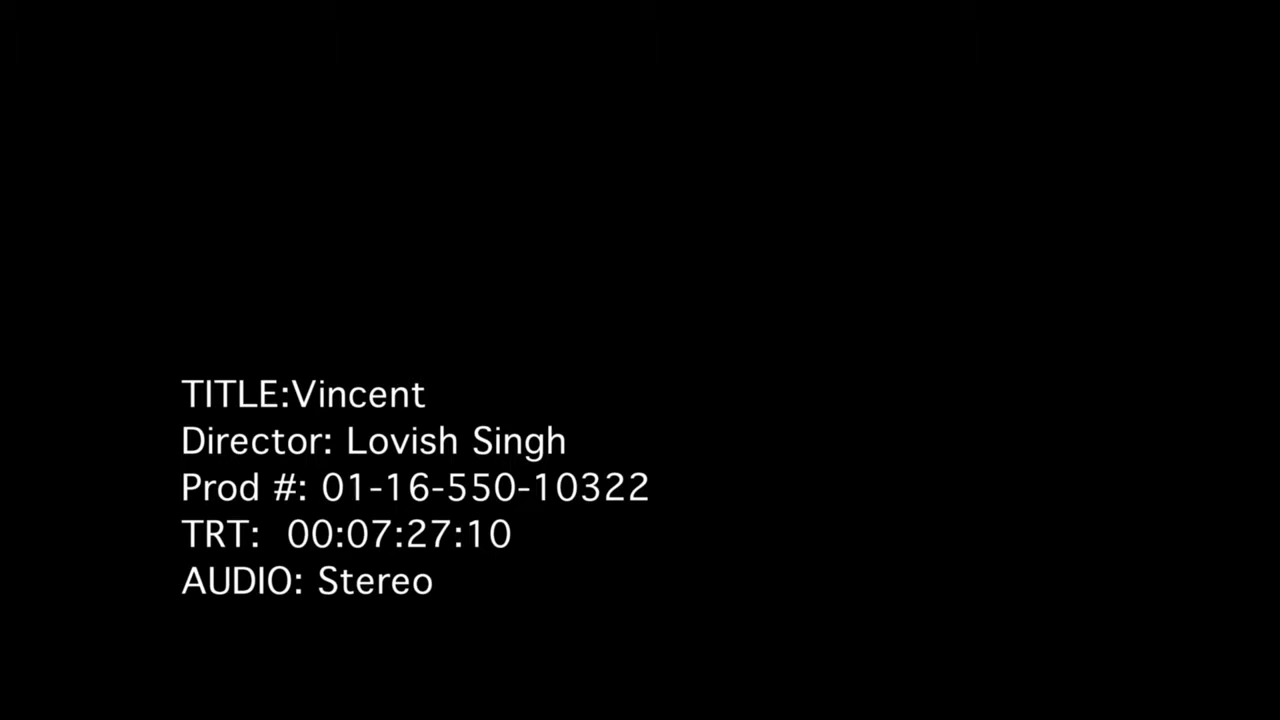 TITLE:Vincent
Director: Lovish Singh
Prod #: 01-16-550-10322
TRT:  00:07:27:10
AUDIO: Stereo